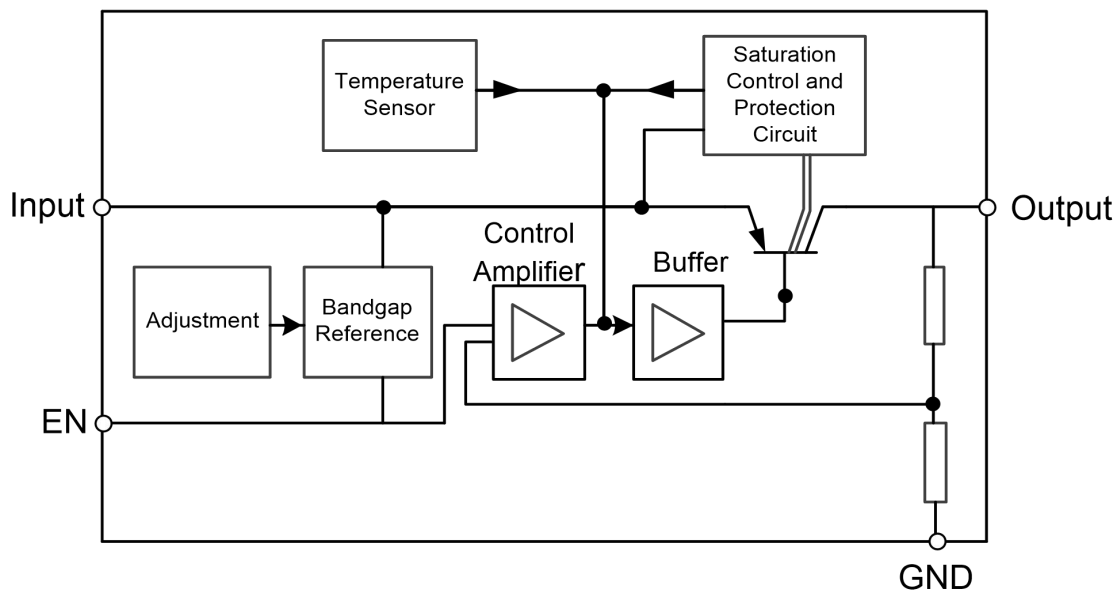 Temperature
Sensor
Saturation
Control and
Protection
Circuit
Input
Output
Control
Amplifier
Buffer
Adjustment
Bandgap
Reference
EN
GND